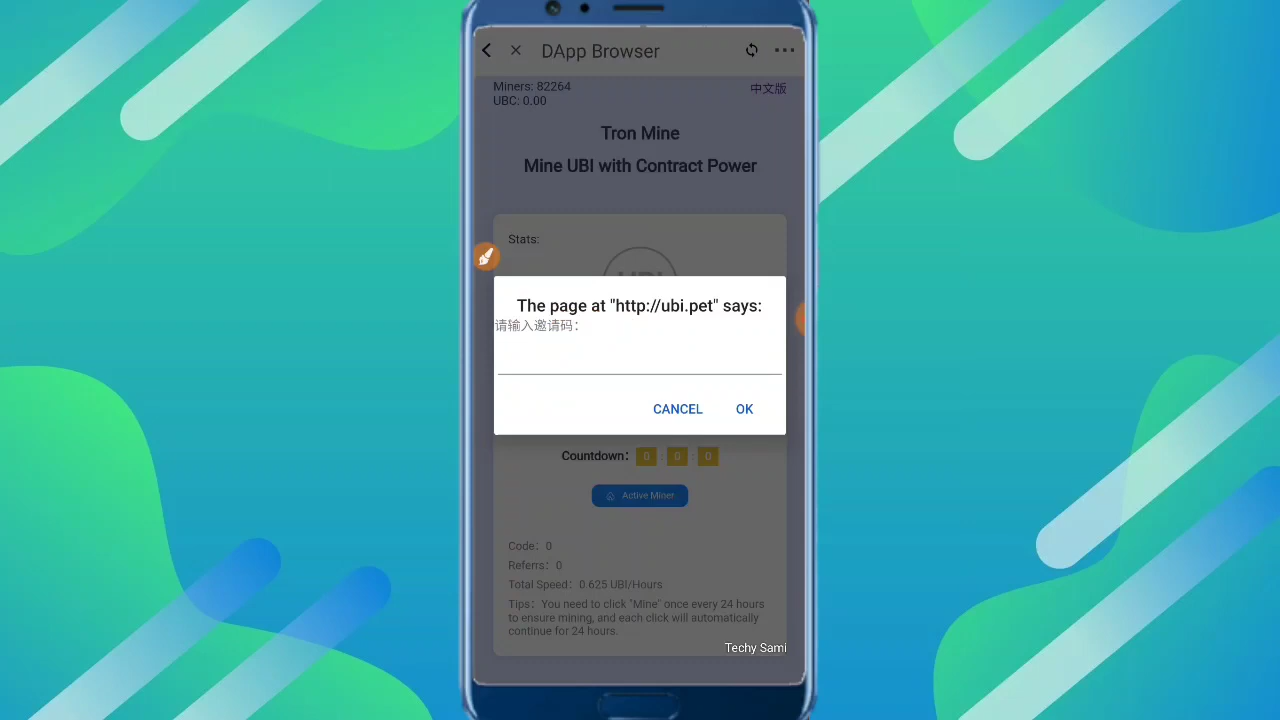 DApp Browser
Miners: 82264
中文版
UBC: 0.00
Tron Mine
Mine UBI with Contract Power
Stats:
UBI
The page at "http://ubi.pet" says:
请输入邀请码：
CANCEL OK
Countdown： 0 : 0 : 0
Active Miner
Code： 0
Referrs： 0
Total Speed： 0.625 UBI/Hours
Tips： You need to click "Mine" once every 24 hours
to ensure mining, and each click will automatically
continue for 24 hours.
Techy Sami